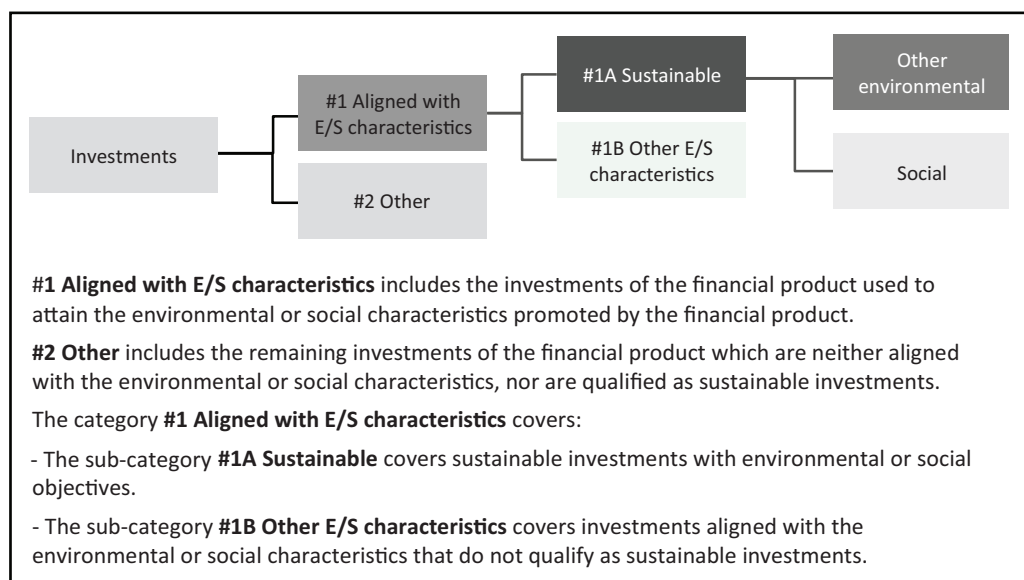 Investments
#1 Aligned with
E/S characteristics
#2 Other
#1A Sustainable
#1B Other E/S
characteristics
Other
environmental
Social
#1 Aligned with E/S characteristics includes the investments of the financial product used to
attain the environmental or social characteristics promoted by the financial product.
#2 Other includes the remaining investments of the financial product which are neither aligned
with the environmental or social characteristics, nor are qualified as sustainable investments.
The category #1 Aligned with E/S characteristics covers:
- The sub-category #1A Sustainable covers sustainable investments with environmental or social
objectives.
- The sub-category #1B Other E/S characteristics covers investments aligned with the
environmental or social characteristics that do not qualify as sustainable investments.